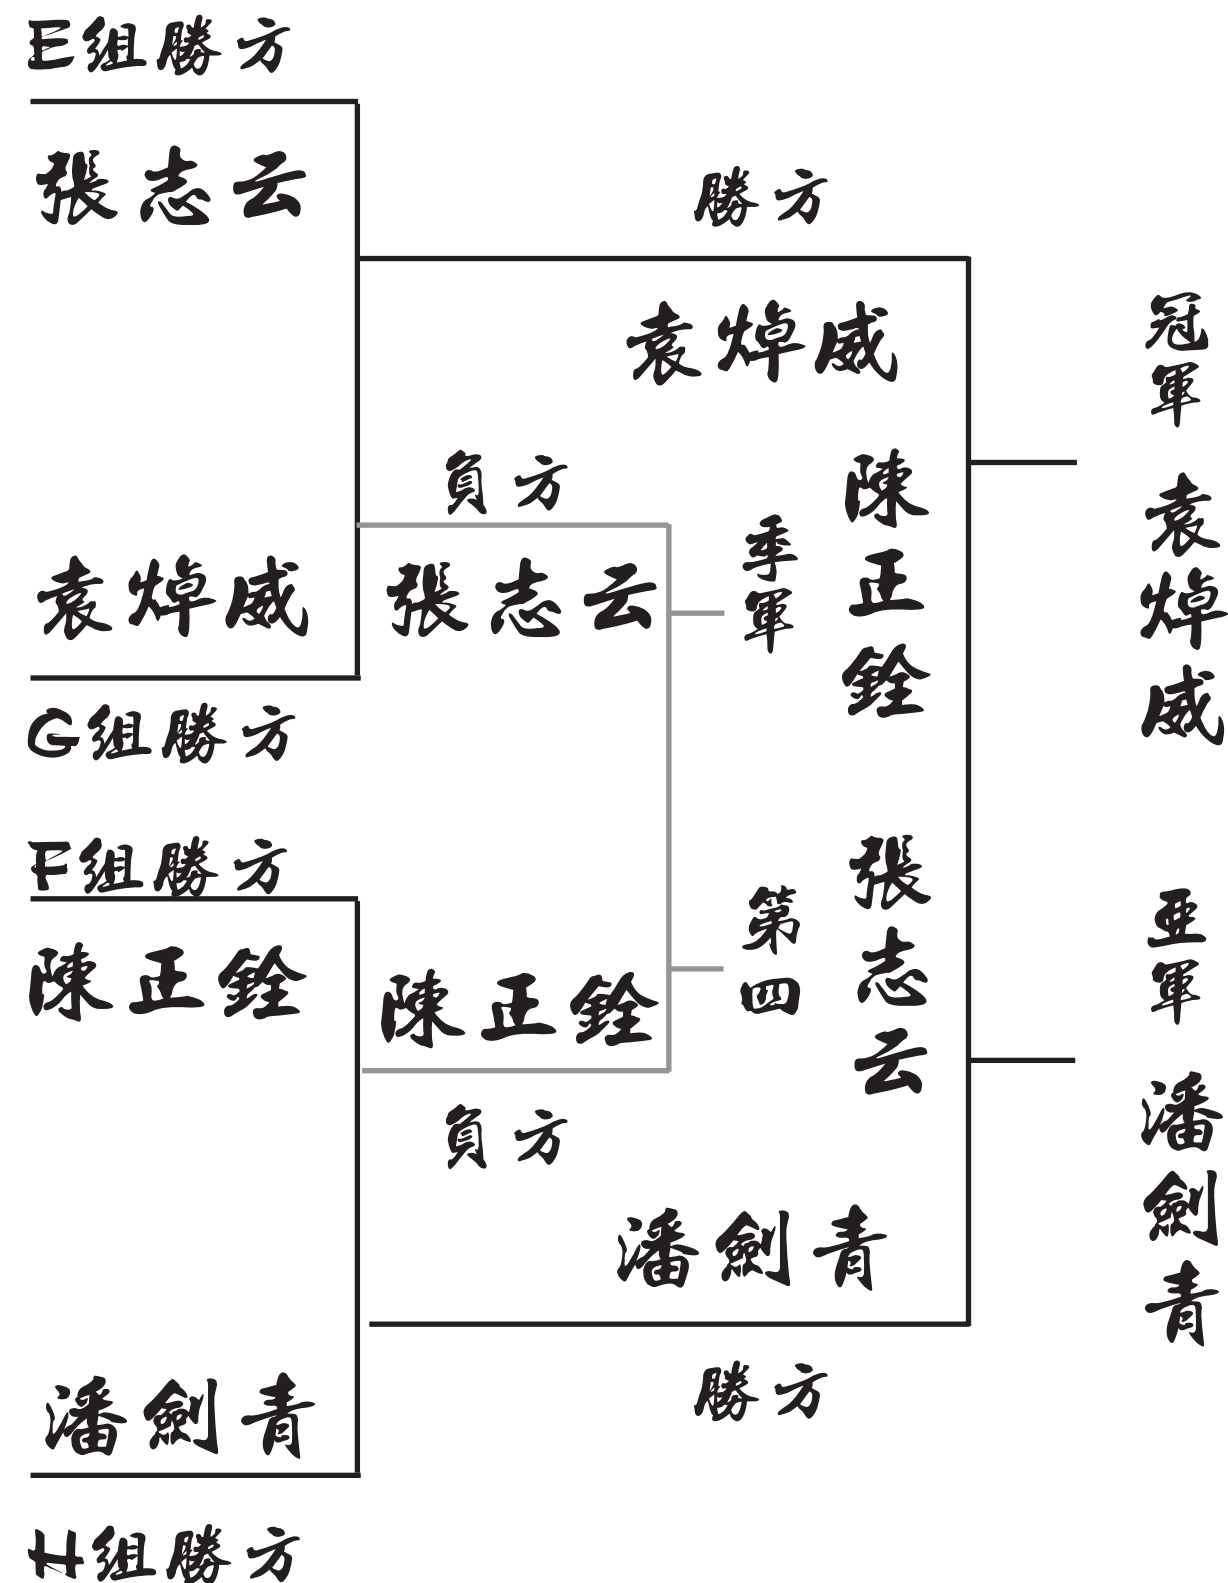 E組勝方
張志云
勝方
袁焯威
冠軍
袁焯威
負方
張志云
季軍
陳正銓
袁焯威
G組勝方
F組勝方
陳正銓
陳正銓
負方
第四
張志云
亜軍
潘劍青
潘劍青
勝方
潘劍青
H組勝方